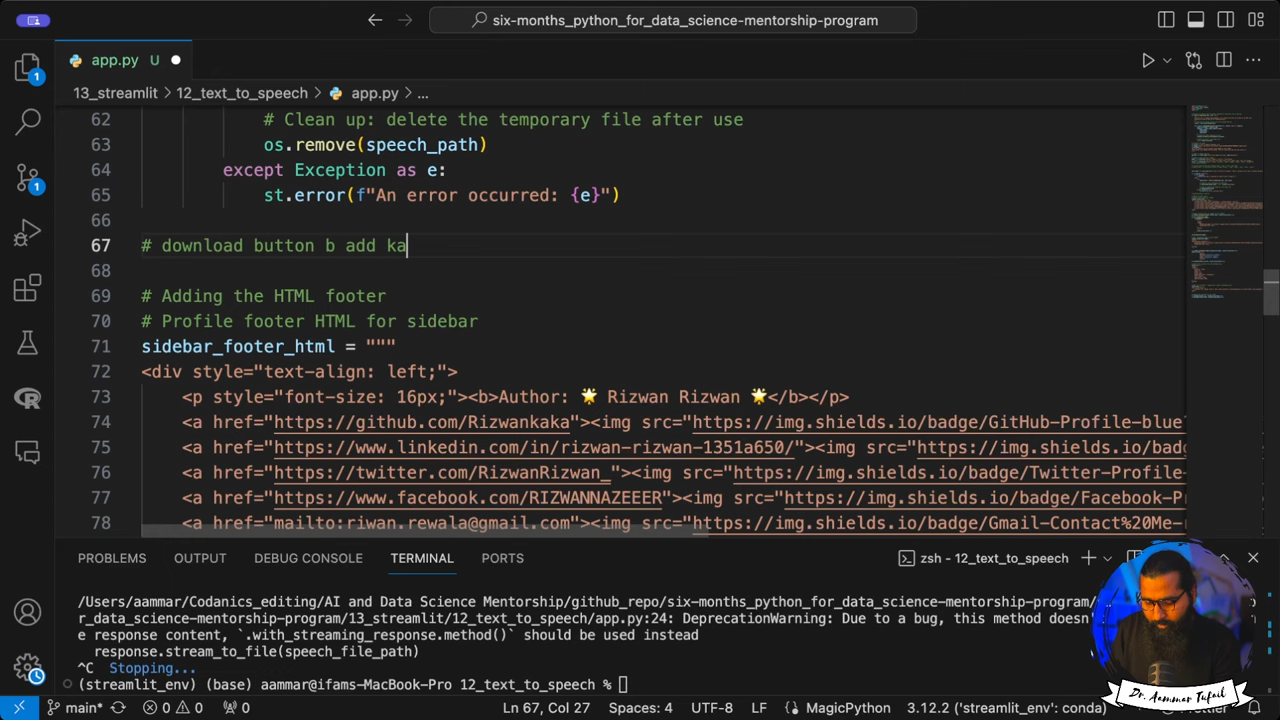 six-months_python_for_data_science-mentorship-program
app.py U
13_streamlit > 12_text_to_speech > app.py > ...
62 # Clean up: delete the temporary file after use
63 os.remove(speech_path)
64 except Exception as e:
65 st.error(f"An error occurred: {e}")
66
67 # download button b add ka
68
69 # Adding the HTML footer
70 # Profile footer HTML for sidebar
71 sidebar_footer_html = """
72 <div style="text-align: left;">
73 <p style="font-size: 16px;"><b>Author: 🌟 Rizwan Rizwan 🌟</b></p>
74 <a href="https://github.com/Rizwankaka"><img src="https://img.shields.io/badge/GitHub-Profile-blue
75 <a href="https://www.linkedin.com/in/rizwan-rizwan-1351a650/"><img src="https://img.shields.io/bad
76 <a href="https://twitter.com/RizwanRizwan_"><img src="https://img.shields.io/badge/Twitter-Profile-
77 <a href="https://www.facebook.com/RIZWANNAZEEER"><img src="https://img.shields.io/badge/Facebook-P
78 <a href="mailto:riwan.rewala@gmail.com"><img src="https://img.shields.io/badge/Gmail-Contact%20Me-
PROBLEMS OUTPUT DEBUG CONSOLE TERMINAL PORTS zsh - 12_text_to_speech
/Users/aammar/Codanics_editing/AI and Data Science Mentorship/github_repo/six-months_python_for_data_science-mentorship-program/
r_data_science-mentorship-program/13_streamlit/12_text_to_speech/app.py:24: DeprecationWarning: Due to a bug, this method doesn
e response content, `.with_streaming_response.method()` should be used instead
response.stream_to_file(speech_file_path)
^C Stopping...
(streamlit_env) (base) aammar@ifams-MacBook-Pro 12_text_to_speech %
Dr. Aammar Tufail
main* 0 0 0 Ln 67, Col 27 Spaces: 4 UTF-8 LF MagicPython 3.12.2 ('streamlit_env': conda)